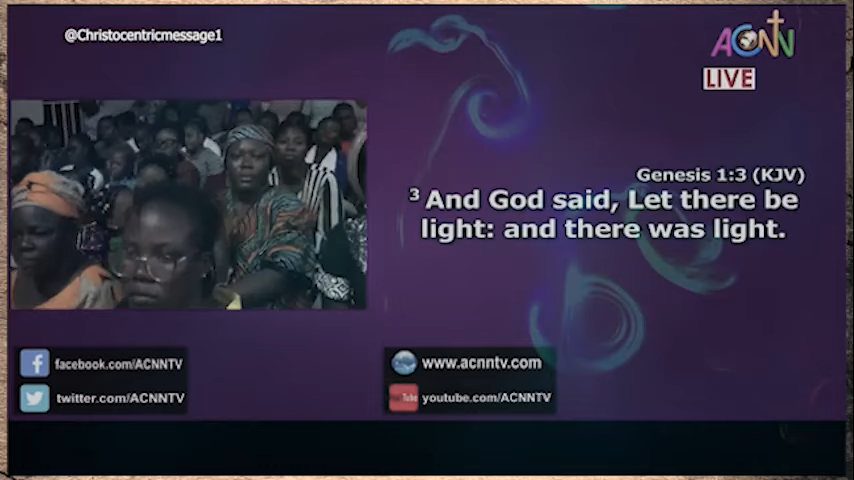 @Christocentricmessage1
ACNN
LIVE
Genesis 1:3 (KJV)
3 And God said, Let there be
light: and there was light.
facebook.com/ACNNTV
www.acnntv.com
twitter.com/ACNNTV
YouTube youtube.com/ACNNTV